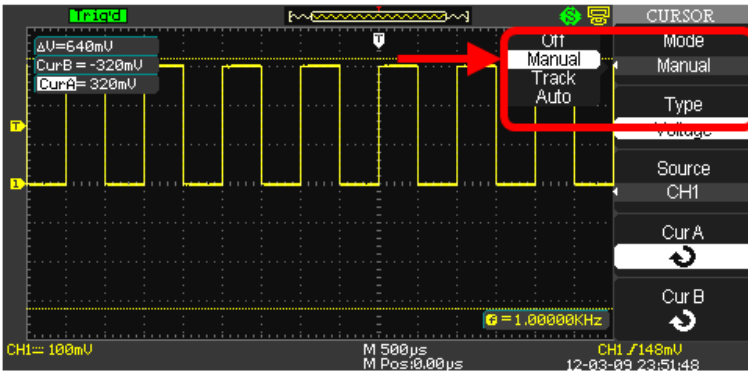 Trig'd
CURSOR
ΔV=640mV
CurB = -320mV
CurA= 320mV
T
Off
Manual
Track
Auto
Mode
Manual
Type
Voltage
Source
CH1
Cur A
Cur B
T
1
f =1.00000KHz
CH1 100mV
M 500µs
M Pos:0.00µs
CH1 148mV
12-03-09 23:51:48